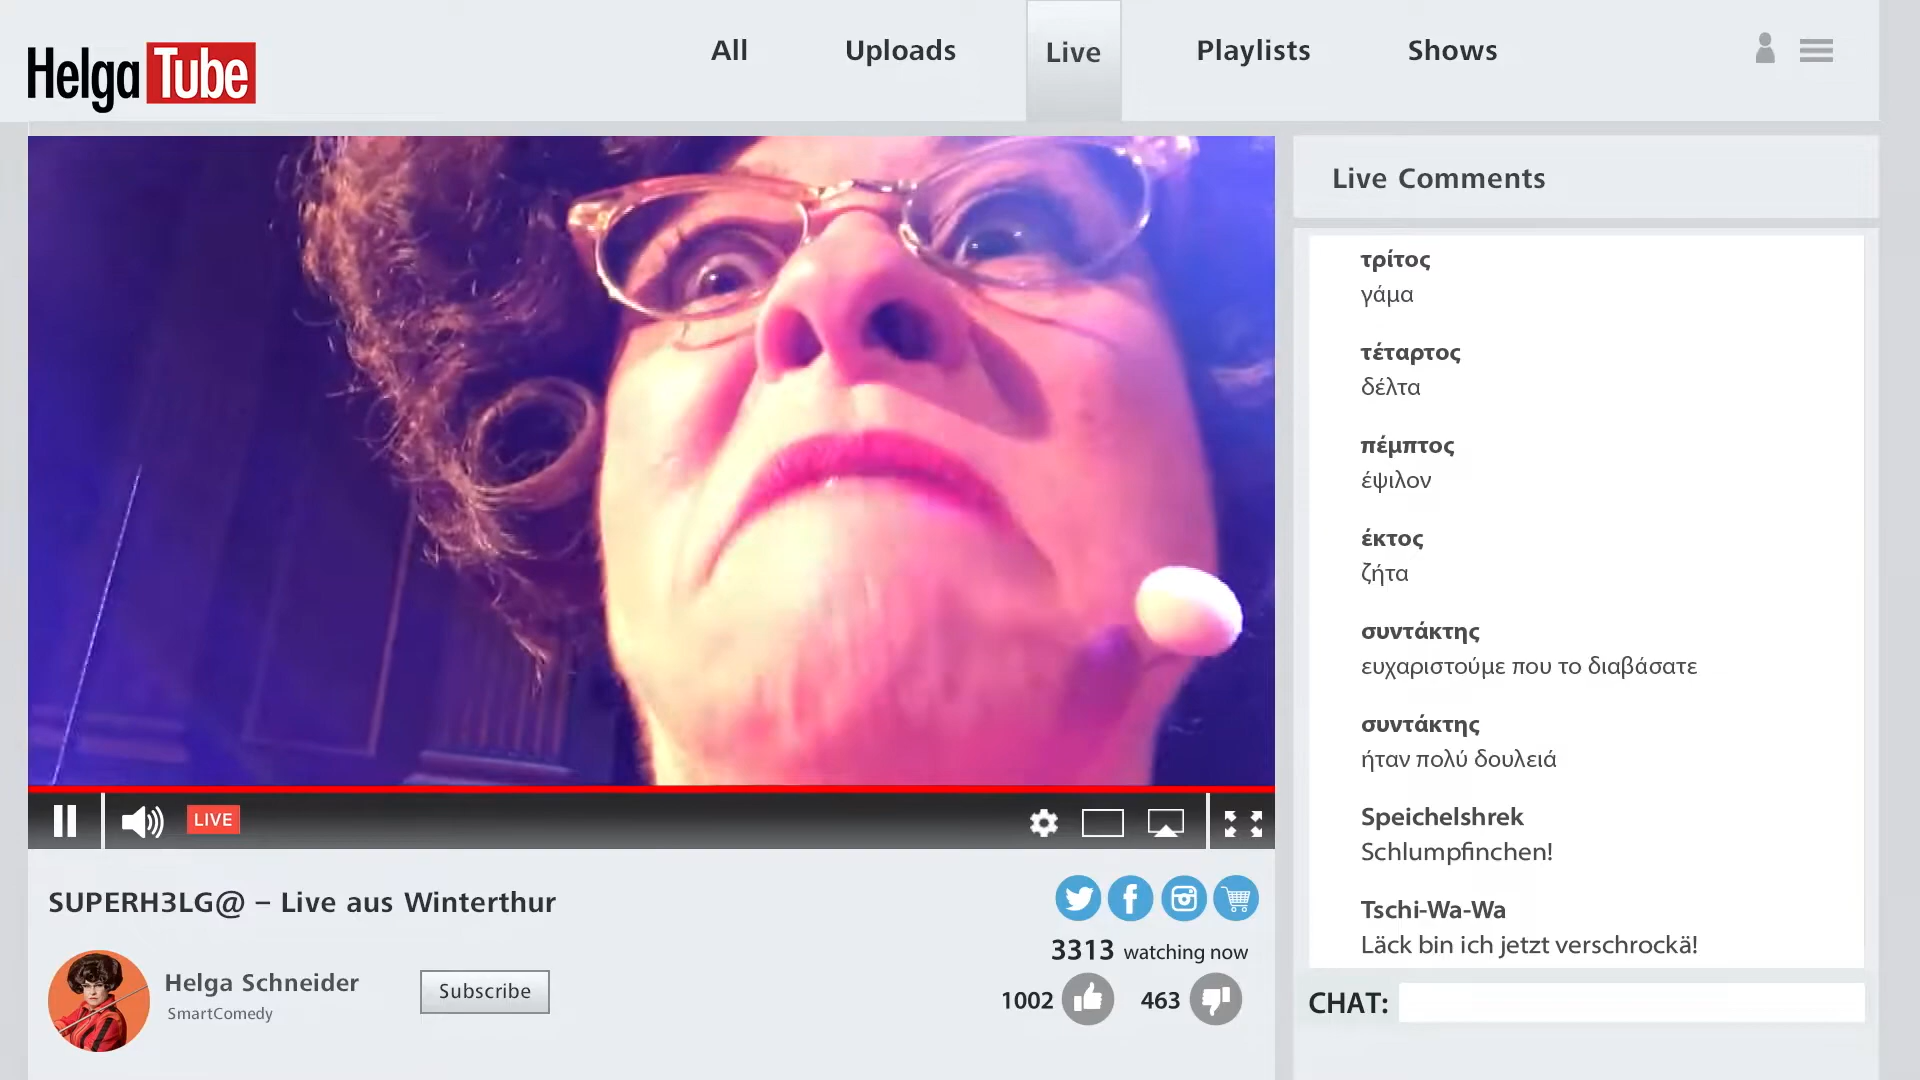 HelgaTube
All
Uploads
Live
Playlists
Shows
LIVE
SUPERH3LG@ – Live aus Winterthur
Helga Schneider
SmartComedy
Subscribe
3313 watching now
1002
463
Live Comments
τρίτος
γάμα
τέταρτος
δέλτα
πέμπτος
έψιλον
έκτος
ζήτα
συντάκτης
ευχαριστούμε που το διαβάσατε
συντάκτης
ήταν πολύ δουλειά
Speichelshrek
Schlumpfinchen!
Tschi-Wa-Wa
Läck bin ich jetzt verschrockä!
CHAT: